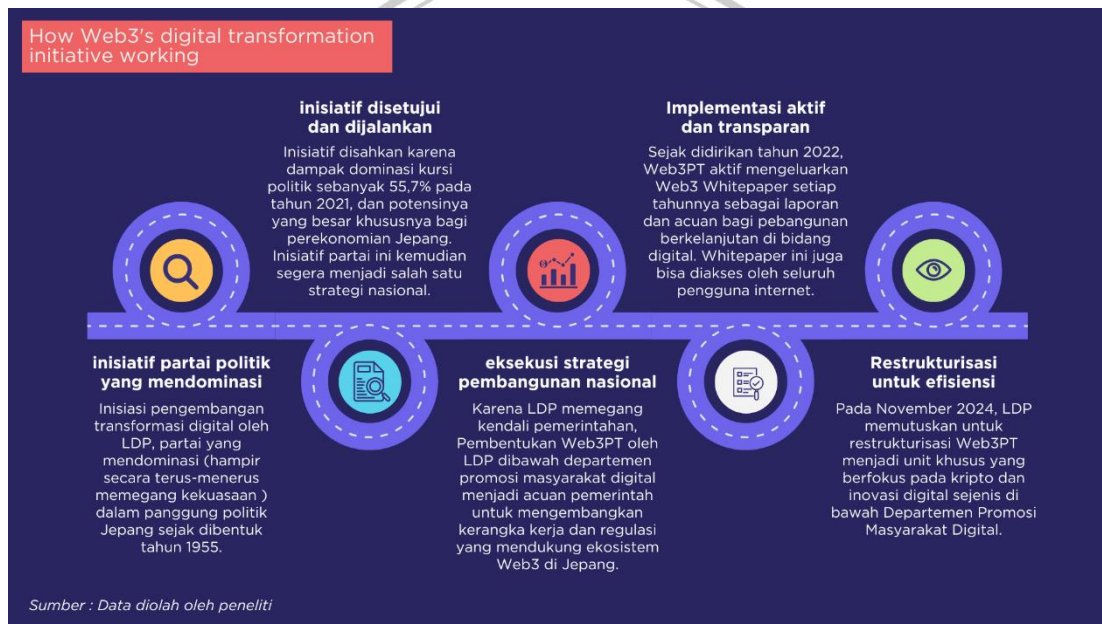 How Web3's digital transformation
initiative working
inisiatif partai politik
yang mendominasi
Inisiasi pengembangan
transformasi digital oleh
LDP, partai yang
mendominasi (hampir
secara terus-menerus
memegang kekuasaan )
dalam panggung politik
Jepang sejak dibentuk
tahun 1955.
inisiatif disetujui
dan dijalankan
Inisiatif disahkan karena
dampak dominasi kursi
politik sebanyak 55,7% pada
tahun 2021, dan potensinya
yang besar khususnya bagi
perekonomian Jepang.
Inisiatif partai ini kemudian
segera menjadi salah satu
strategi nasional.
eksekusi strategi
pembangunan nasional
Karena LDP memegang
kendali pemerintahan,
Pembentukan Web3PT oleh
LDP dibawah departemen
promosi masyarakat digital
menjadi acuan pemerintah
untuk mengembangkan
kerangka kerja dan regulasi
yang mendukung ekosistem
Web3 di Jepang.
Implementasi aktif
dan transparan
Sejak didirikan tahun 2022,
Web3PT aktif mengeluarkan
Web3 Whitepaper setiap
tahunnya sebagai laporan
dan acuan bagi pebangunan
berkelanjutan di bidang
digital. Whitepaper ini juga
bisa diakses oleh seluruh
pengguna internet.
Restrukturisasi
untuk efisiensi
Pada November 2024, LDP
memutuskan untuk
restrukturisasi Web3PT
menjadi unit khusus yang
berfokus pada kripto dan
inovasi digital sejenis di
bawah Departemen Promosi
Masyarakat Digital.
Sumber : Data diolah oleh peneliti